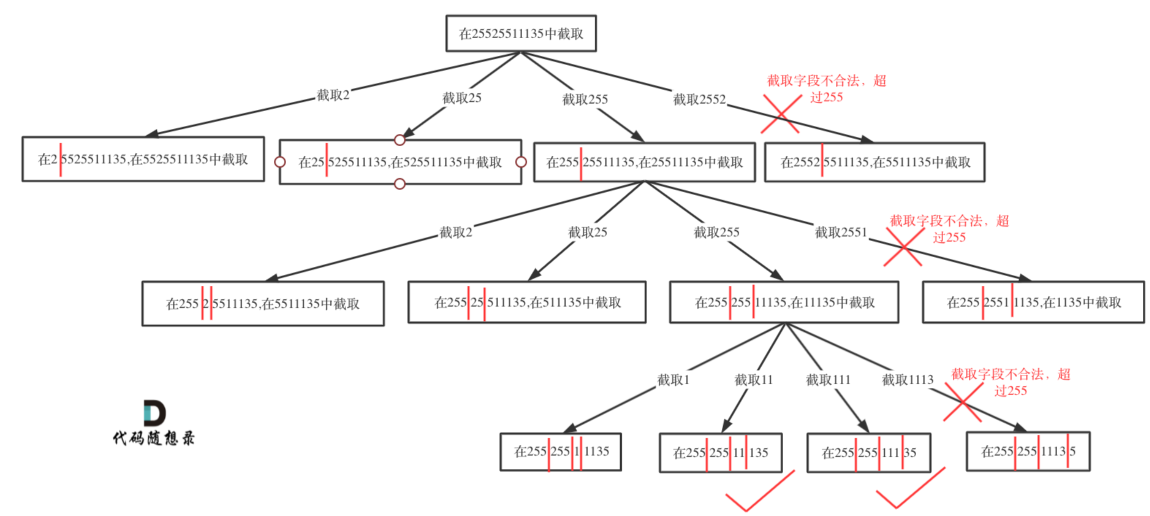 在25525511135中截取
截取2
截取25
截取255
截取2552
截取字段不合法，超
过255
在2 5525511135,在5525511135中截取
在25 525511135,在525511135中截取
在255 25511135,在25511135中截取
在2552 5511135,在5511135中截取
截取2
截取25
截取255
截取2551
截取字段不合法，超
过255
在255 2 5511135,在5511135中截取
在255 25 511135,在511135中截取
在255 255 11135,在11135中截取
在255 2551 1135,在1135中截取
截取1
截取11
截取111
截取1113
截取字段不合法，超
过255
在255 255 1 1135
在255 255 11 135
在255 255 111 35
在255 255 1113 5
代码随想录